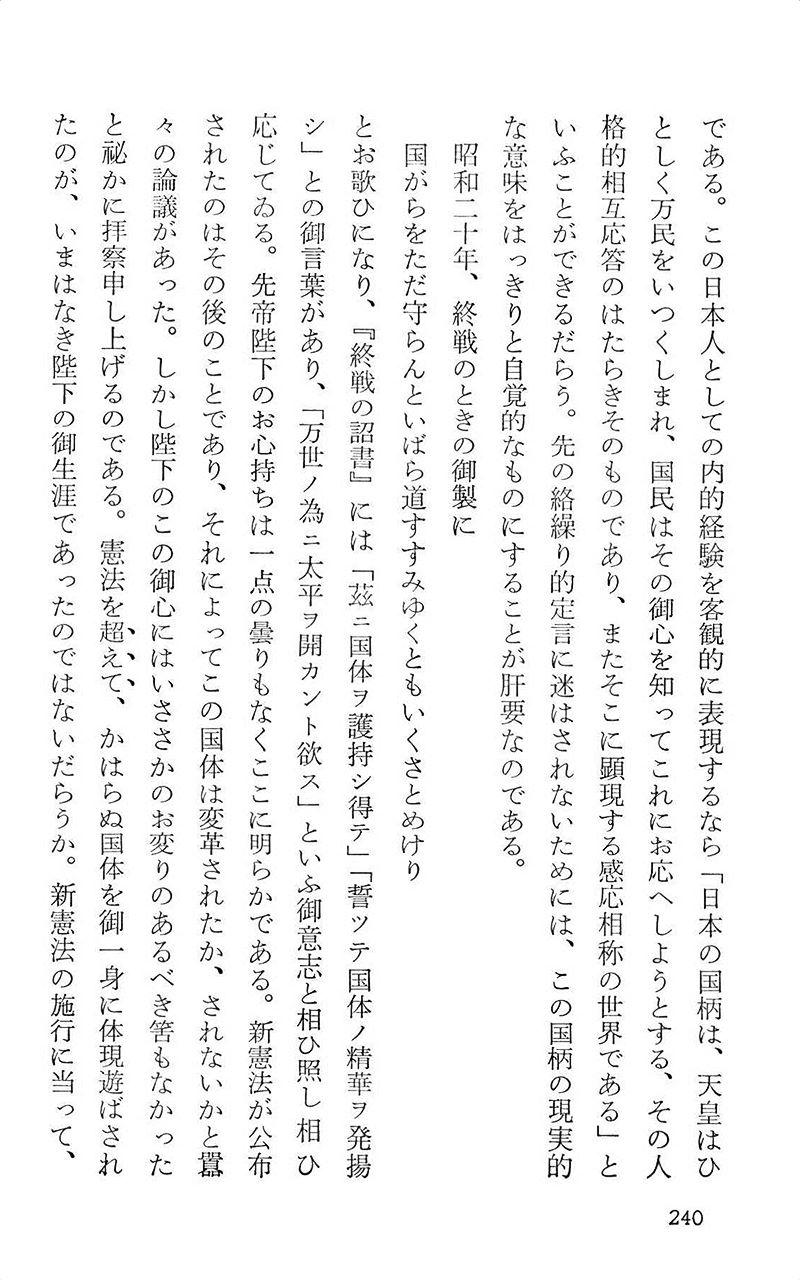 である。この日本人としての内的経験を客観的に表現するなら「日本の国柄は、天皇はひ
としく万民をいつくしまれ、国民はその御心を知ってこれにお応へしようとする、その人
格的相互応答のはたらきそのものであり、またそこに顕現する感応相称の世界である」と
いふことができるだらう。先の絡繰り的定言に迷はされないためには、この国柄の現実的
な意味をはっきりと自覚的なものにすることが肝要なのである。
昭和二十年、終戦のときの御製に
国がらをただ守らんといばら道すすみゆくともいくさとめけり
とお歌ひになり、『終戦の詔書』には「茲ニ国体ヲ護持シ得テ」「誓ツテ国体ノ精華ヲ発揚
シ」との御言葉があり、「万世ノ為ニ太平ヲ開カント欲ス」といふ御意志と相ひ照し相ひ
応じてゐる。先帝陛下のお心持ちは一点の曇りもなくここに明らかである。新憲法が公布
されたのはその後のことであり、それによってこの国体は変革されたか、されないかと囂
々の論議があった。しかし陛下のこの御心にはいささかのお変りのあるべき筈もなかった
と祕かに拝察申し上げるのである。憲法を超えて、かはらぬ国体を御一身に体現遊ばされ
たのが、いまはなき陛下の御生涯であったのではないだらうか。新憲法の施行に当って、
240